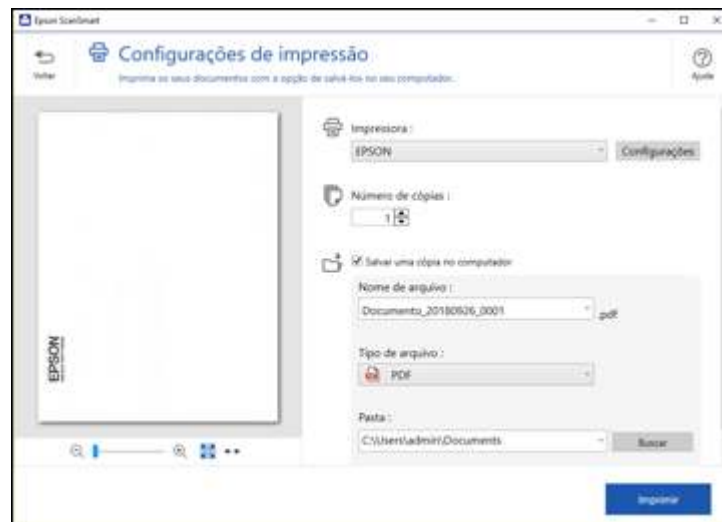 Epson ScanSmart
Voltar
Configurações de impressão
Imprima os seus documentos com a opção de salvá-los no seu computador.
Ajuda
Impressora :
EPSON
Configurações
Número de cópias :
1
Salvar uma cópia no computador
Nome de arquivo :
Documento_20180926_0001
.pdf
Tipo de arquivo :
PDF
Pasta :
C:\Users\admin\Documents
Buscar
EPSON
Imprimir